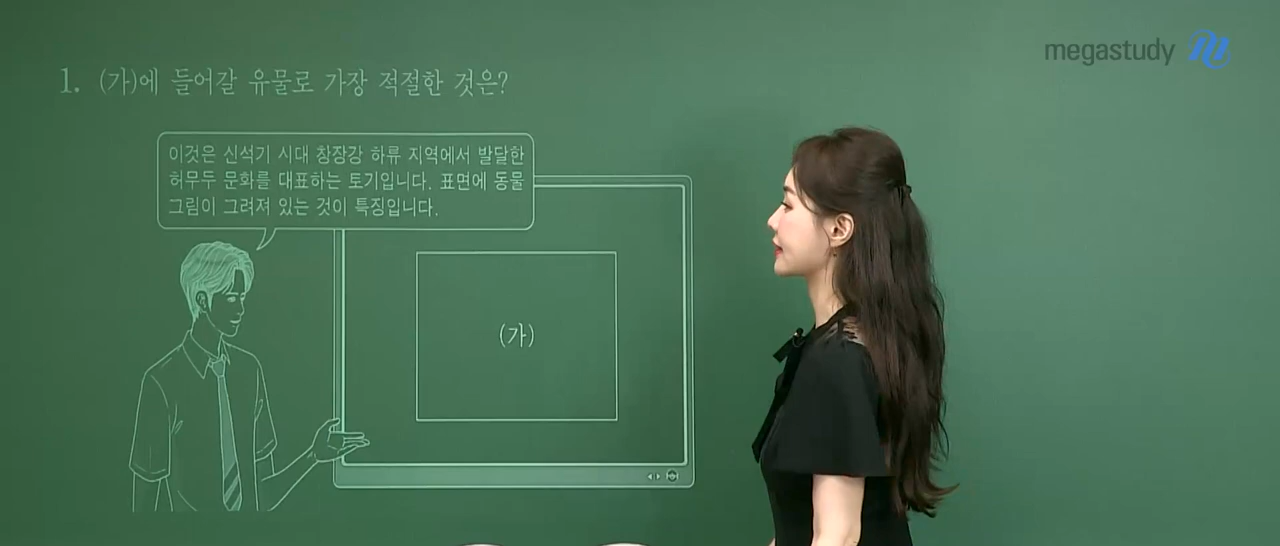 megastudy
1. (가)에 들어갈 유물로 가장 적절한 것은?
이것은 신석기 시대 창장강 하류 지역에서 발달한
허무두 문화를 대표하는 토기입니다. 표면에 동물
그림이 그려져 있는 것이 특징입니다.
(가)